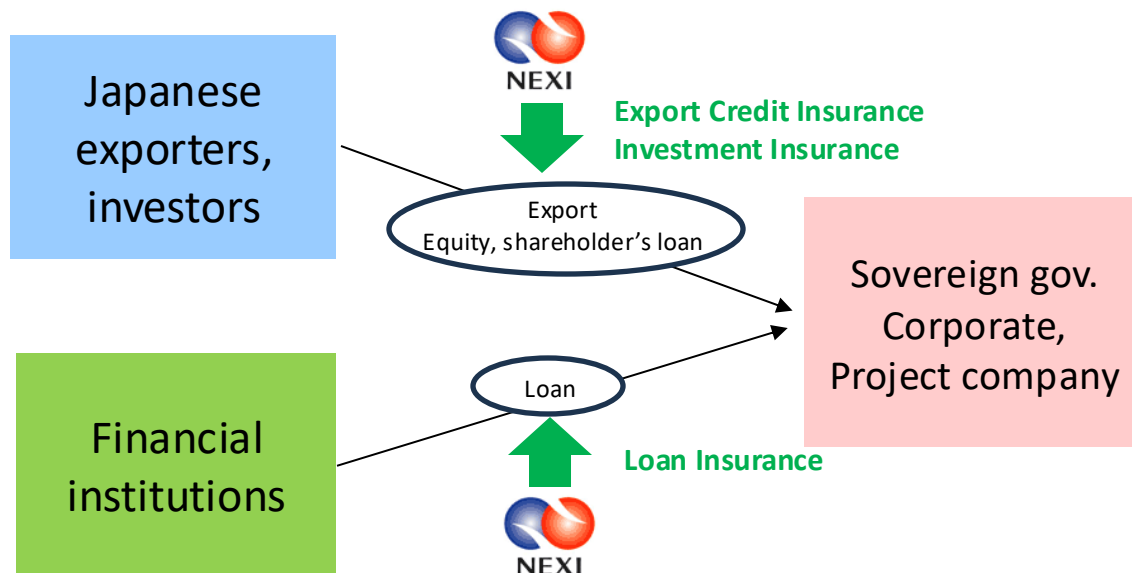 NEXI
Export Credit Insurance
Investment Insurance
Japanese
exporters,
investors
Export
Equity, shareholder’s loan
Sovereign gov.
Corporate,
Project company
Loan
Financial
institutions
Loan Insurance
NEXI